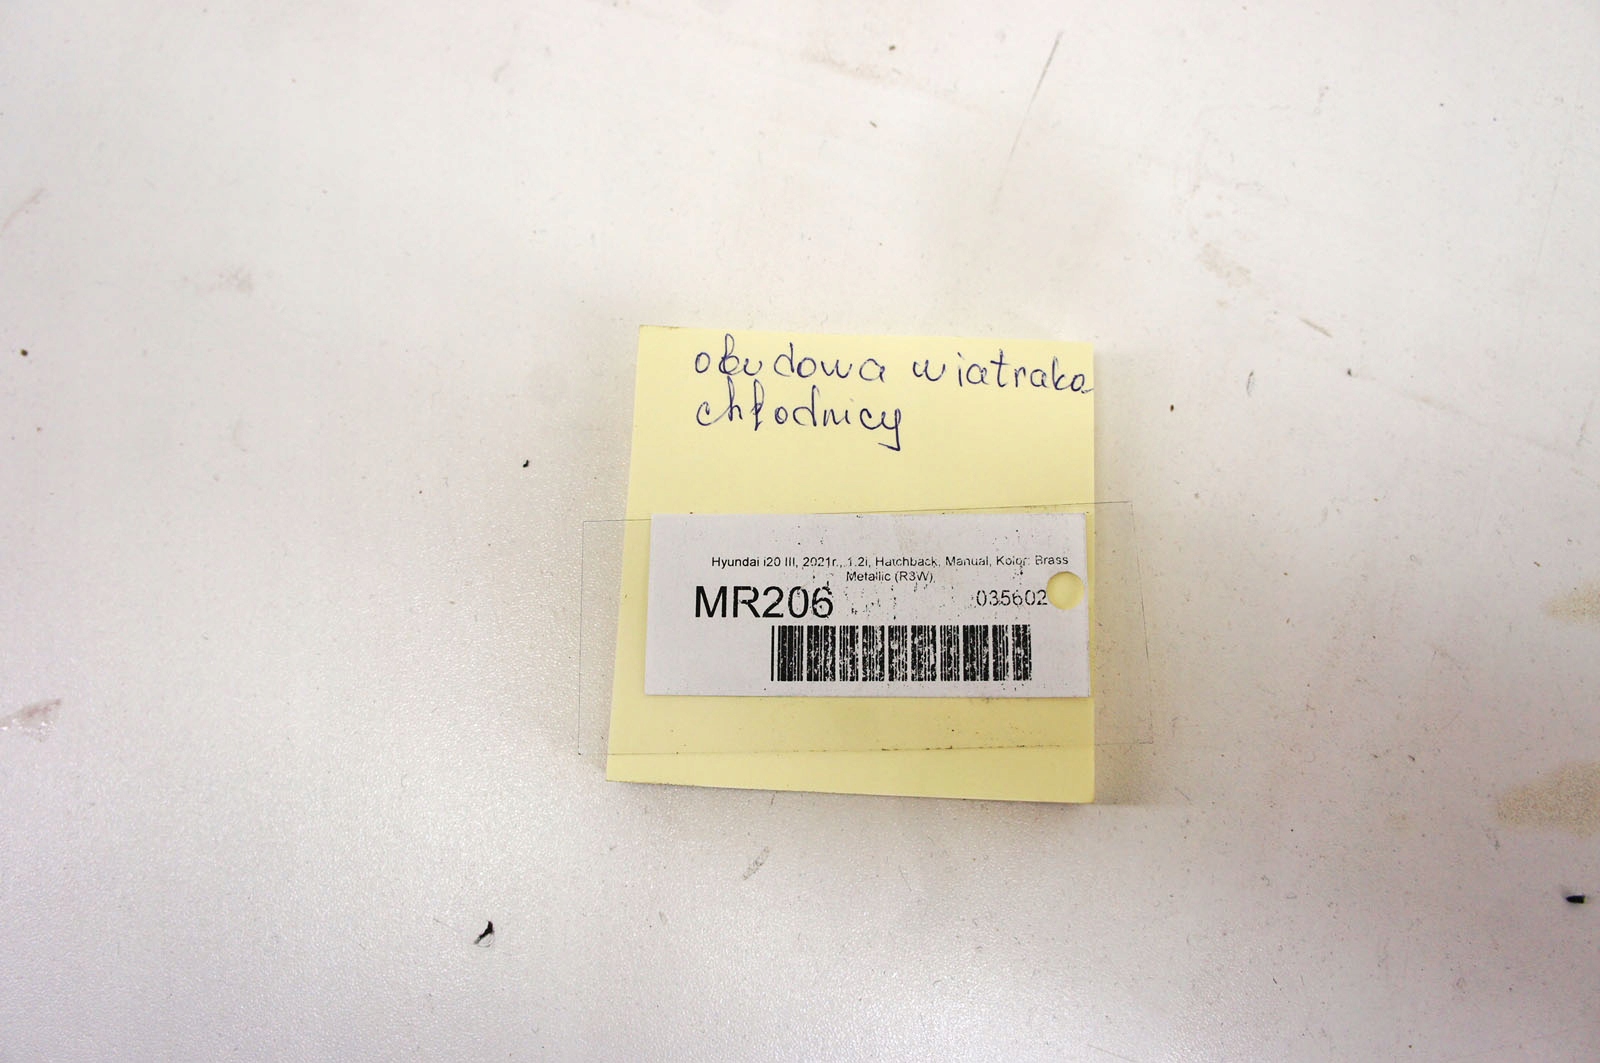 obudowa wiatraka
chłodnicy
Hyundai i20 III, 2021r., 1.2i, Hatchback, Manual, Kolor: Brass
Metallic (R3W)
MR206 035602